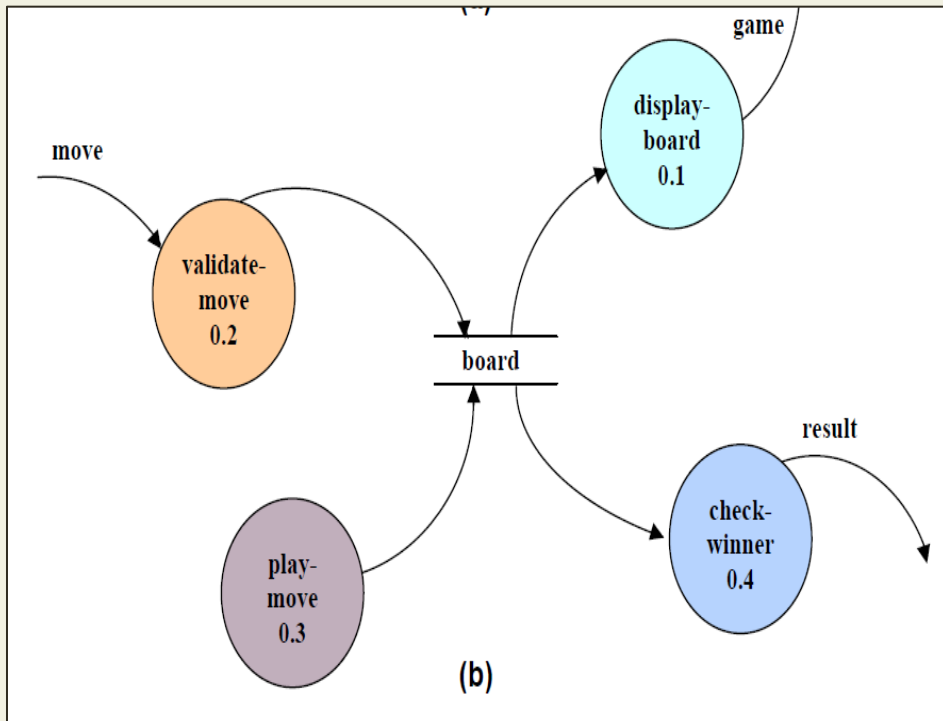 game
display-
board
0.1
move
validate-
move
0.2
board
result
check-
winner
0.4
play-
move
0.3
(b)